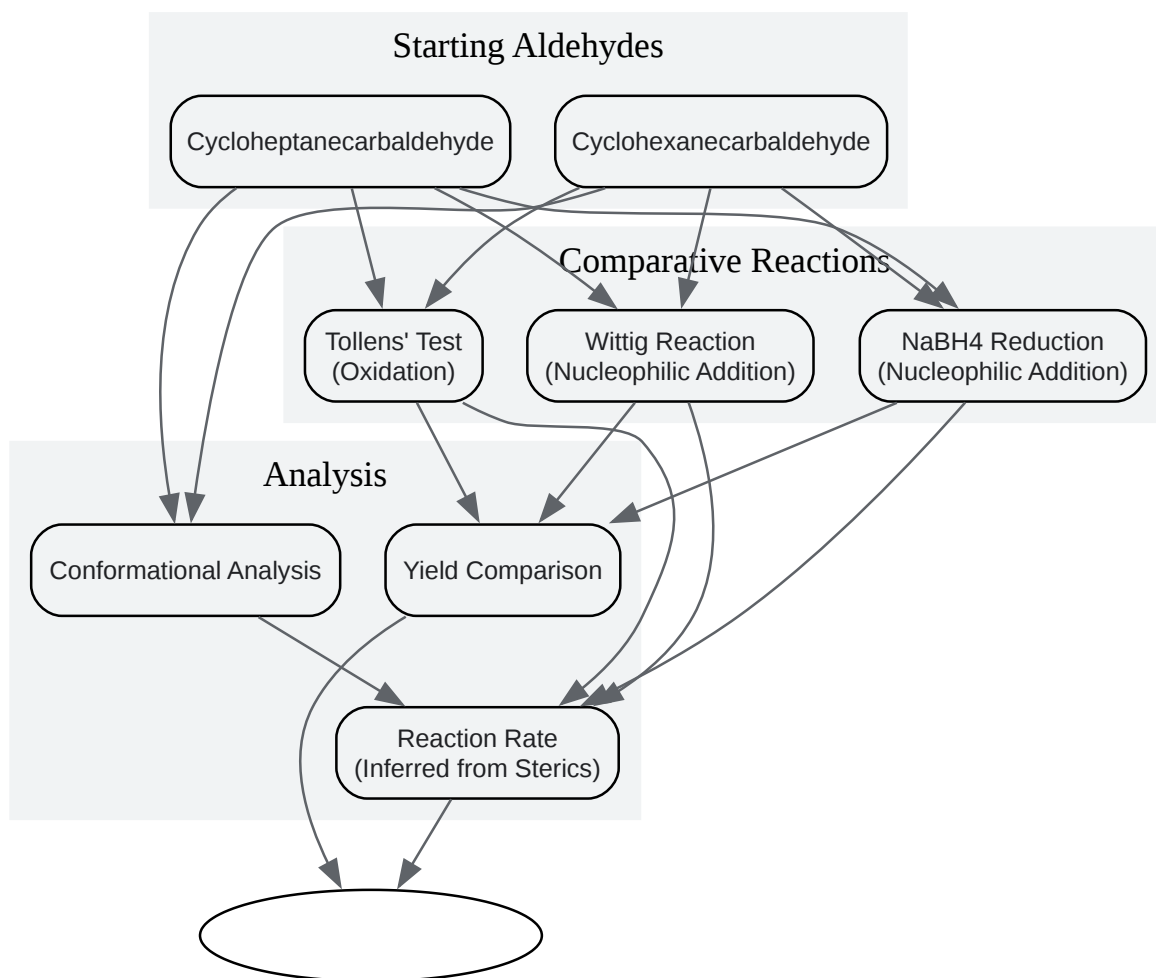 Starting Aldehydes
Cycloheptanecarbaldehyde
Cyclohexanecarbaldehyde
Comparative Reactions
Tollens' Test
(Oxidation)
Wittig Reaction
(Nucleophilic Addition)
NaBH4 Reduction
(Nucleophilic Addition)
Analysis
Conformational Analysis
Yield Comparison
Reaction Rate
(Inferred from Sterics)